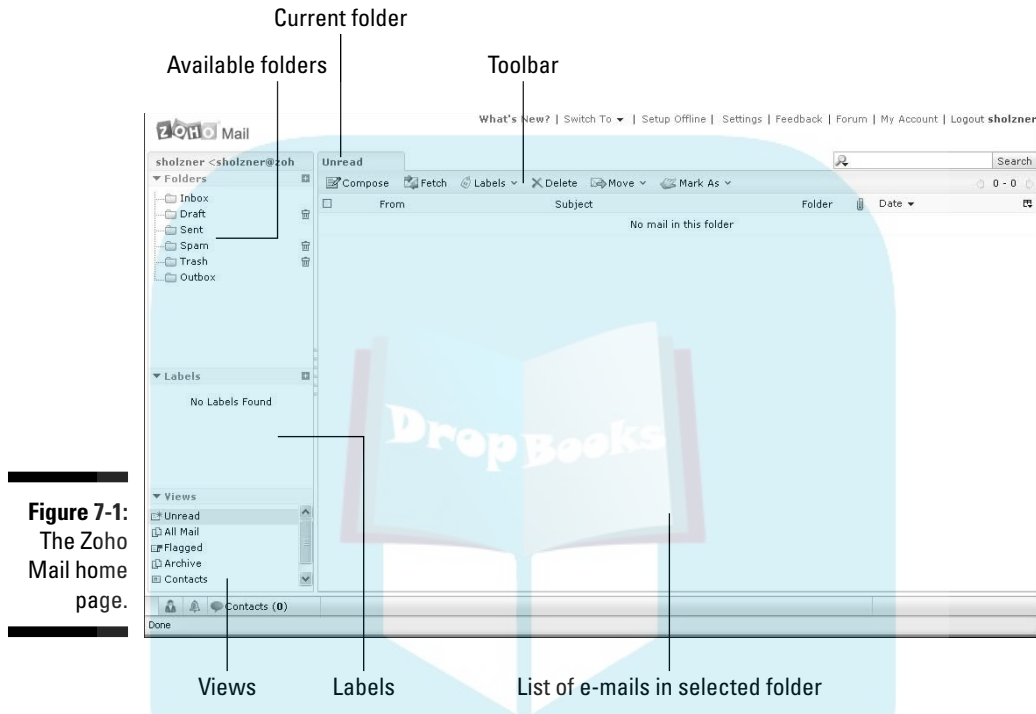 Current folder
Available folders
Toolbar
ZOHO Mail
What's New? | Switch To | Setup Offline | Settings | Feedback | Forum | My Account | Logout sholzner
sholzner <sholzner@zoh
Unread
Search
Folders
Compose Fetch Labels Delete Move Mark As
0 - 0
Inbox
Draft
Sent
Spam
Trash
Outbox
From Subject Folder Date
No mail in this folder
Labels
No Labels Found
DropBooks
Views
Unread
All Mail
Flagged
Archive
Contacts
Contacts (0)
Done
Figure 7-1:
The Zoho
Mail home
page.
Views
Labels
List of e-mails in selected folder